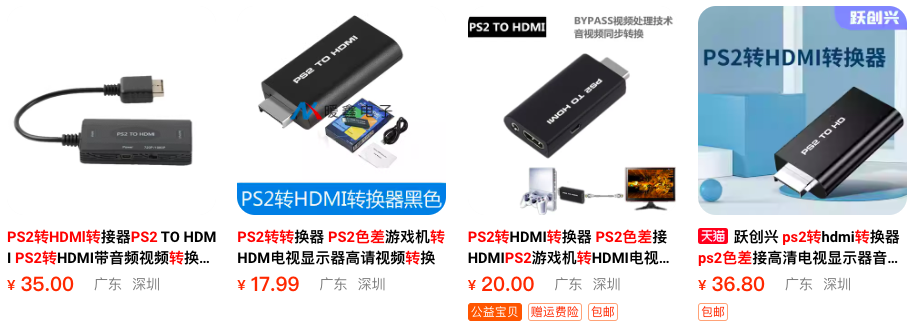 PS2 TO HDMI
PS2转HDMI转接器PS2 TO HDM
I PS2转HDMI带音频视频转换...
¥ 35.00 广东 深圳
PS2 TO HDMI
暖鑫电子
PS2转HDMI转换器黑色
PS2转转换器 PS2色差游戏机转
HDM电视显示器高请视频转换
¥ 17.99 广东 深圳
PS2 TO HDMI
BYPASS视频处理技术
音视频同步转换
PS2 TO HDMI
PS2转HDMI转换器 PS2色差接
HDMIPS2游戏机转HDMI电视...
¥ 20.00 广东 深圳
公益宝贝 赠运费险 包邮
跃创兴
PS2转HDMI转换器
PS2 TO HD
天猫 跃创兴 ps2转hdmi转换器
ps2色差接高清电视显示器音...
¥ 36.80 广东 深圳
包邮